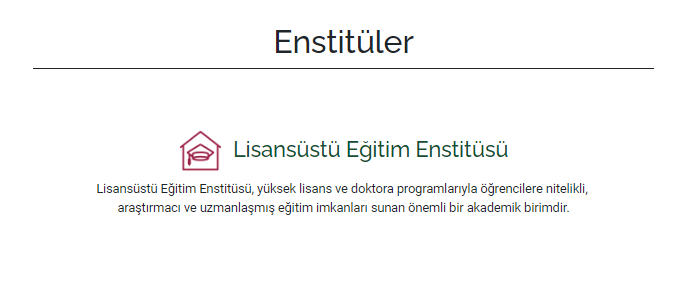 Enstitüler
Lisansüstü Eğitim Enstitüsü
Lisansüstü Eğitim Enstitüsü, yüksek lisans ve doktora programlarıyla öğrencilere nitelikli,
araştırmacı ve uzmanlaşmış eğitim imkanları sunan önemli bir akademik birimdir.